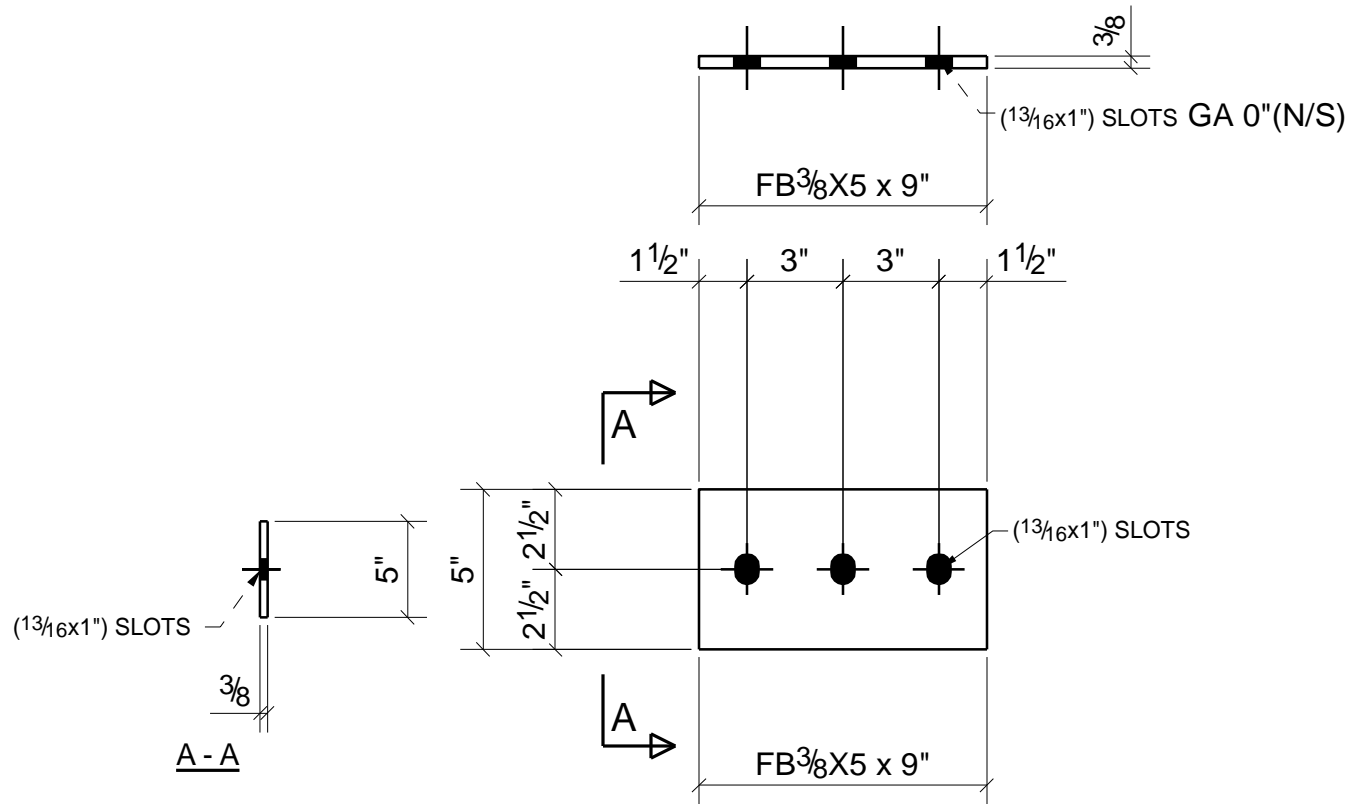 3/8
(13/16x1") SLOTS GA 0"(N/S)
FB3/8X5 x 9"
1 1/2" 3" 3" 1 1/2"
A
2 1/2"
5"
5"
2 1/2"
(13/16x1") SLOTS
(13/16x1") SLOTS
3/8
A
A - A
FB3/8X5 x 9"